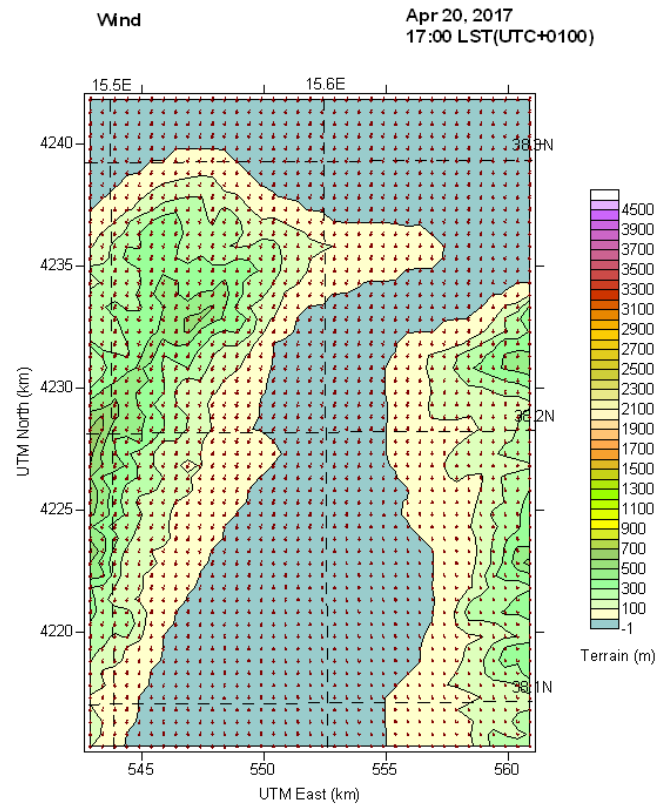 Wind
Apr 20, 2017
17:00 LST(UTC+0100)
15.5E
15.6E
4240
4235
4230
4225
4220
UTM North (km)
38.3N
38.2N
38.1N
545
550
555
560
UTM East (km)
4500
3900
3700
3500
3300
3100
2900
2700
2500
2300
2100
1900
1700
1500
1300
1100
900
700
500
300
100
-1
Terrain (m)